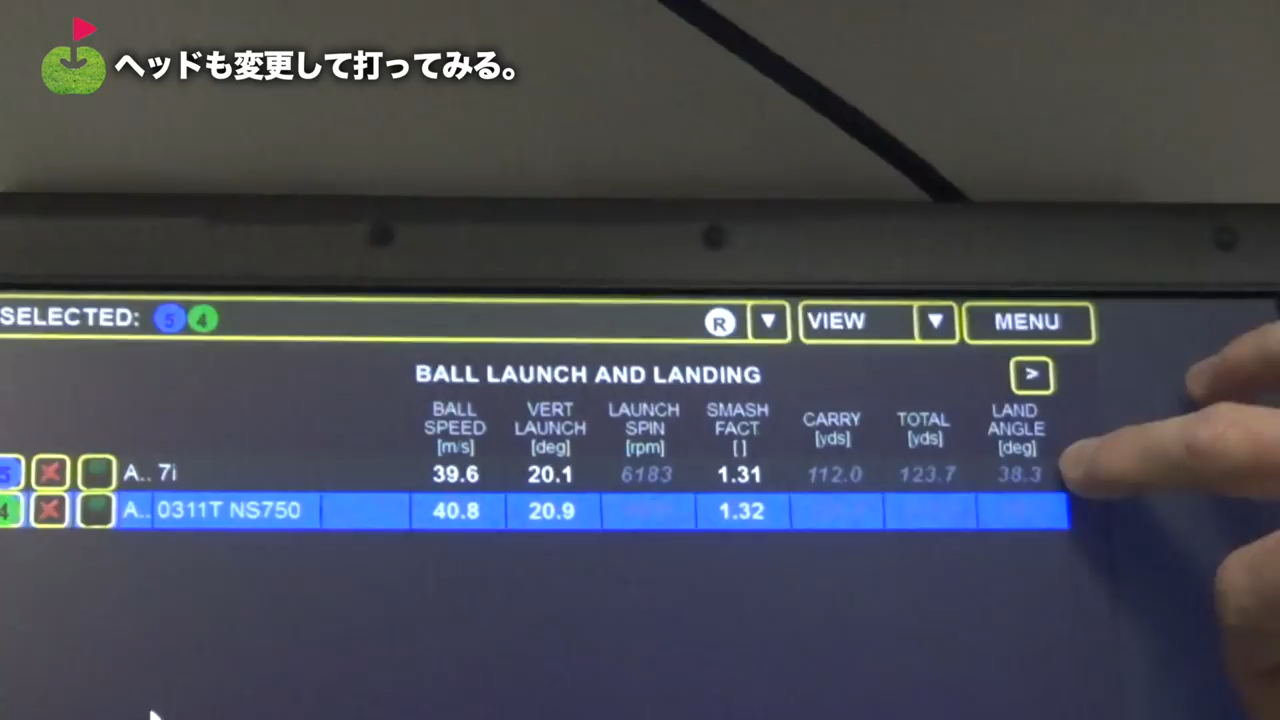 ヘッドも変更して打ってみる。
SELECTED: 5 4 R ▼ VIEW ▼ MENU
BALL LAUNCH AND LANDING >
BALL SPEED [m/s] VERT LAUNCH [deg] LAUNCH SPIN [rpm] SMASH FACT [ ] CARRY [yds] TOTAL [yds] LAND ANGLE [deg]
5 A.. 7i 39.6 20.1 6183 1.31 112.0 123.7 38.3
4 A.. 0311T NS750 40.8 20.9 1.32